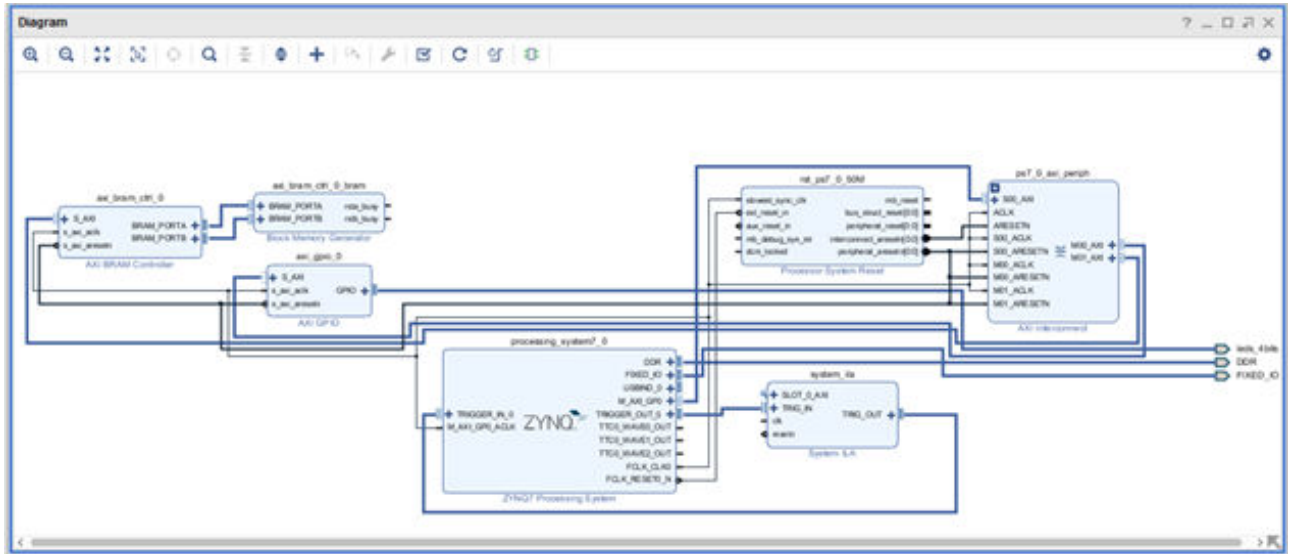 Diagram
axi_bram_ctrl_0
S_AXI
s_axi_aclk
s_axi_aresetn
BRAM_PORTA
BRAM_PORTB
AXI BRAM Controller
axi_bram_ctrl_0_bram
BRAM_PORTA
BRAM_PORTB
rsta_busy
rstb_busy
Block Memory Generator
axi_gpio_0
S_AXI
s_axi_aclk
s_axi_aresetn
GPIO
AXI GPIO
rst_ps7_0_50M
slowest_sync_clk
ext_reset_in
aux_reset_in
mb_debug_sys_rst
dcm_locked
mb_reset
bus_struct_reset[0:0]
peripheral_reset[0:0]
interconnect_aresetn[0:0]
peripheral_aresetn[0:0]
Processor System Reset
ps7_0_axi_periph
S00_AXI
ACLK
ARESETN
S00_ACLK
S00_ARESETN
M00_ACLK
M00_ARESETN
M01_ACLK
M01_ARESETN
M00_AXI
M01_AXI
AXI Interconnect
processing_system7_0
TRIGGER_IN_0
M_AXI_GP0_ACLK
ZYNQ
DDR
FIXED_IO
USBIND_0
M_AXI_GP0
TRIGGER_OUT_0
TTC0_WAVE0_OUT
TTC0_WAVE1_OUT
TTC0_WAVE2_OUT
FCLK_CLK0
FCLK_RESET0_N
ZYNQ7 Processing System
system_ila
SLOT_0_AXI
TRIG_IN
clk
resetn
TRIG_OUT
System ILA
leds_4bits
DDR
FIXED_IO